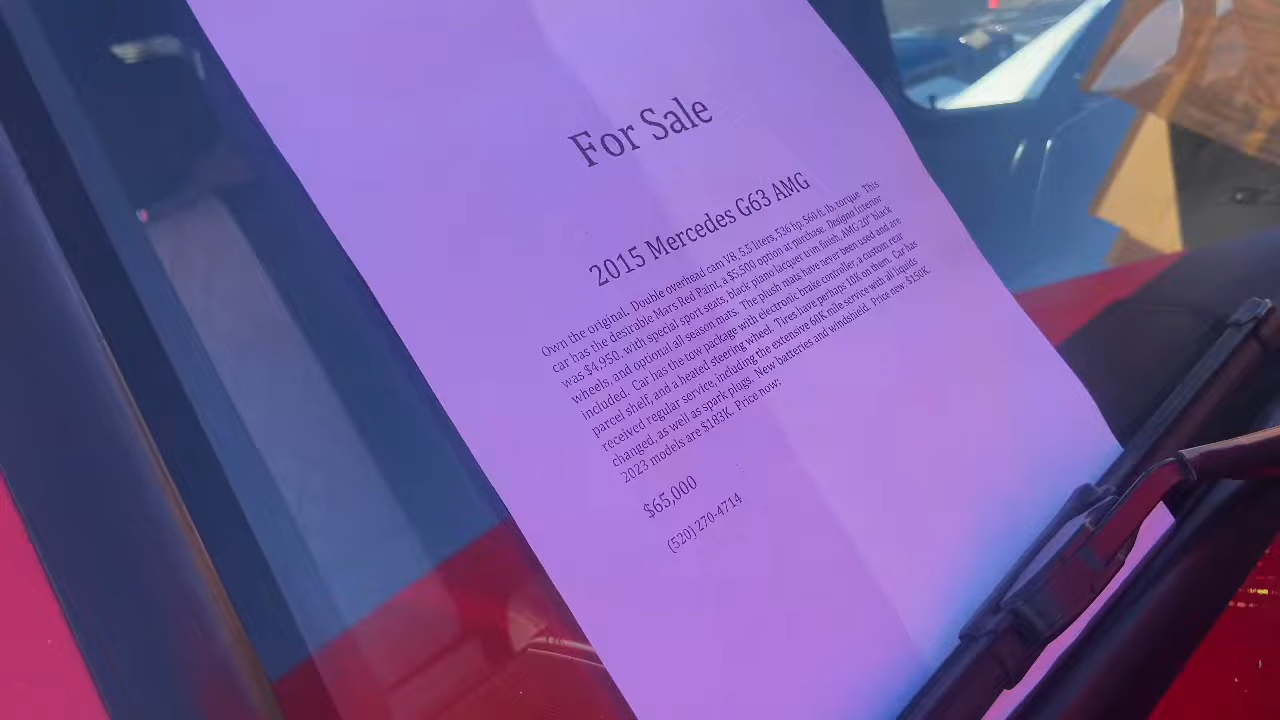 For Sale
2015 Mercedes G63 AMG
Own the original. Double overhead cam V8, 5.5 liters, 536 hp, 560 ft. lb. torque. This
car has the desirable Mars Red Paint, a $5,500 option at purchase. Designo Interior
was $4,950, with special sport seats, black piano lacquer trim finish, AMG 20" black
wheels, and optional all season mats. The plush mats have never been used and are
included. Car has the tow package with electronic brake controller, a custom rear
parcel shelf, and a heated steering wheel. Tires have perhaps 10K on them. Car has
received regular service, including the extensive 60K mile service with all liquids
changed, as well as spark plugs. New batteries and windshield. Price new $150K.
2023 models are $183K. Price now:
$65,000
(520) 270-4714